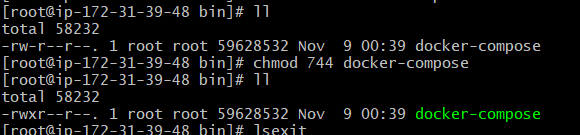 [root@ip-172-31-39-48 bin]# ll
total 58232
-rw-r--r--. 1 root root 59628532 Nov  9 00:39 docker-compose
[root@ip-172-31-39-48 bin]# chmod 744 docker-compose
[root@ip-172-31-39-48 bin]# ll
total 58232
-rwxr--r--. 1 root root 59628532 Nov  9 00:39 docker-compose
[root@ip-172-31-39-48 bin]# lsexit